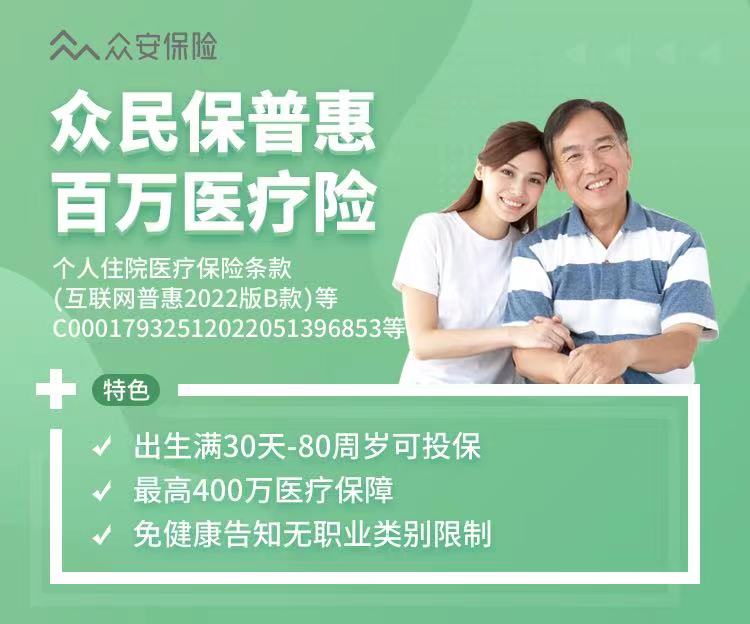 众安保险
众民保普惠
百万医疗险
个人住院医疗保险条款
(互联网普惠2022版B款)等
C00017932512022051396853等
特色
出生满30天-80周岁可投保
最高400万医疗保障
免健康告知无职业类别限制